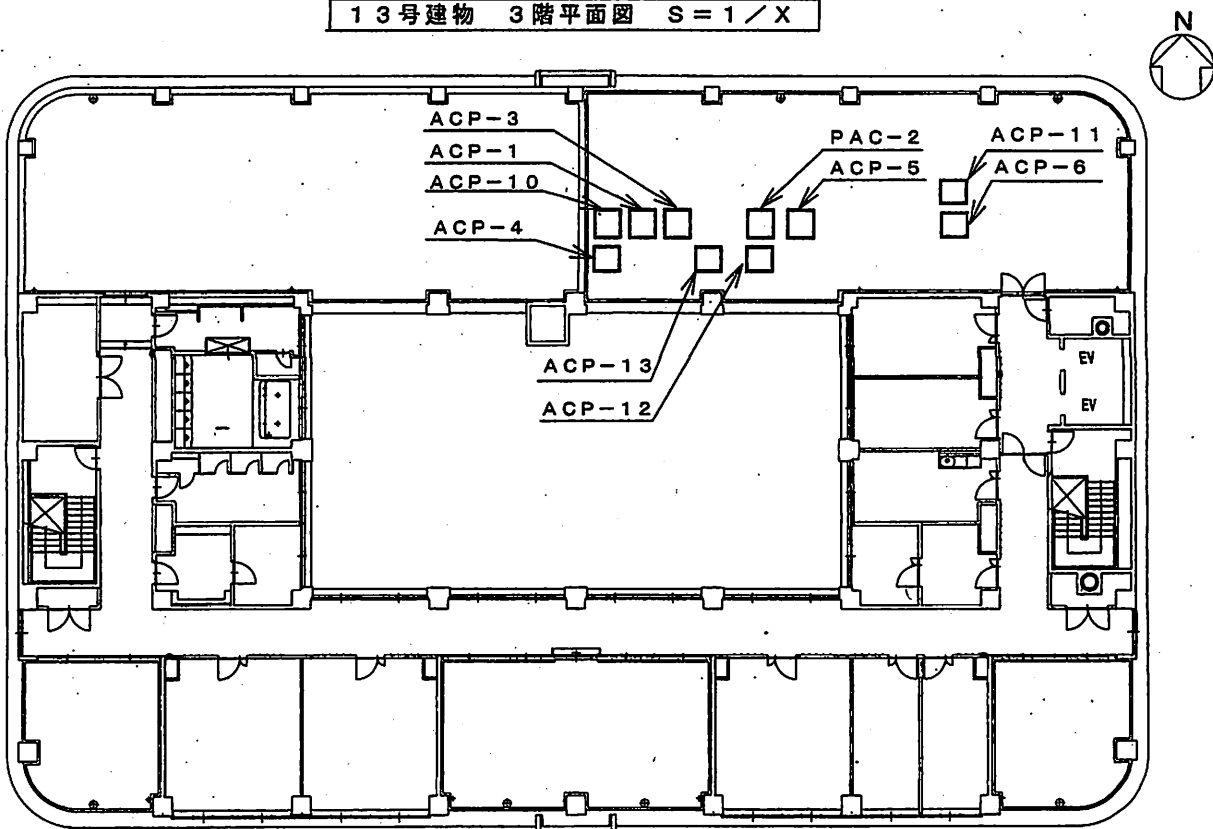 13号建物 3階平面図 S=1/X
N
ACP-3
ACP-1
ACP-10
ACP-4
PAC-2
ACP-5
ACP-11
ACP-6
ACP-13
ACP-12
EV
EV